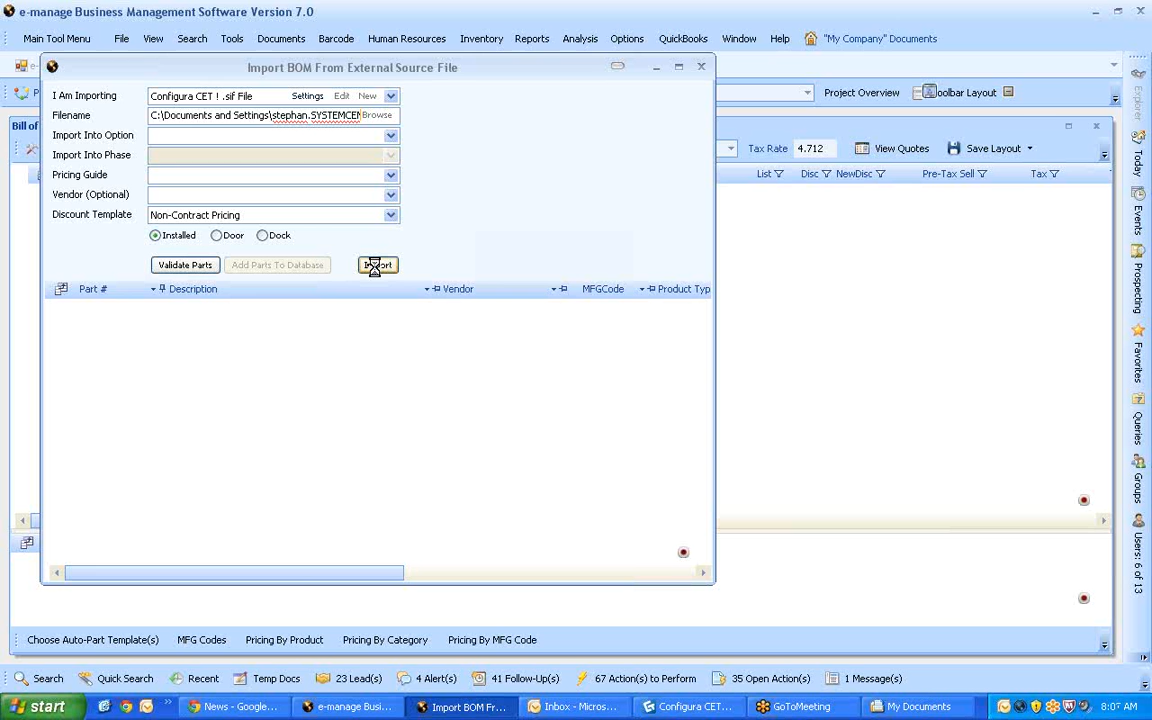 e-manage Business Management Software Version 7.0
Main Tool Menu File View Search Tools Documents Barcode Human Resources Inventory Reports Analysis Options QuickBooks Window Help "My Company" Documents
Import BOM From External Source File
Project Overview Toolbar Layout
I Am Importing Configura CET ! .sif File Settings Edit New
Filename C:\Documents and Settings\stephan.SYSTEMCEN Browse
Import Into Option
Import Into Phase
Pricing Guide
Vendor (Optional)
Discount Template Non-Contract Pricing
Installed Door Dock
Validate Parts Add Parts To Database Import
Part # Description Vendor MFGCode Product Typ
Bill of
Tax Rate 4.712 View Quotes Save Layout
List Disc NewDisc Pre-Tax Sell Tax
Explorer
Today
Events
Prospecting
Favorites
Queries
Groups
Users: 6 of 13
Choose Auto-Part Template(s) MFG Codes Pricing By Product Pricing By Category Pricing By MFG Code
Search Quick Search Recent Temp Docs 23 Lead(s) 4 Alert(s) 41 Follow-Up(s) 67 Action(s) to Perform 35 Open Action(s) 1 Message(s)
start News - Google... e-manage Busi... Import BOM Fr... Inbox - Micros... Configura CET... GoToMeeting My Documents 8:07 AM